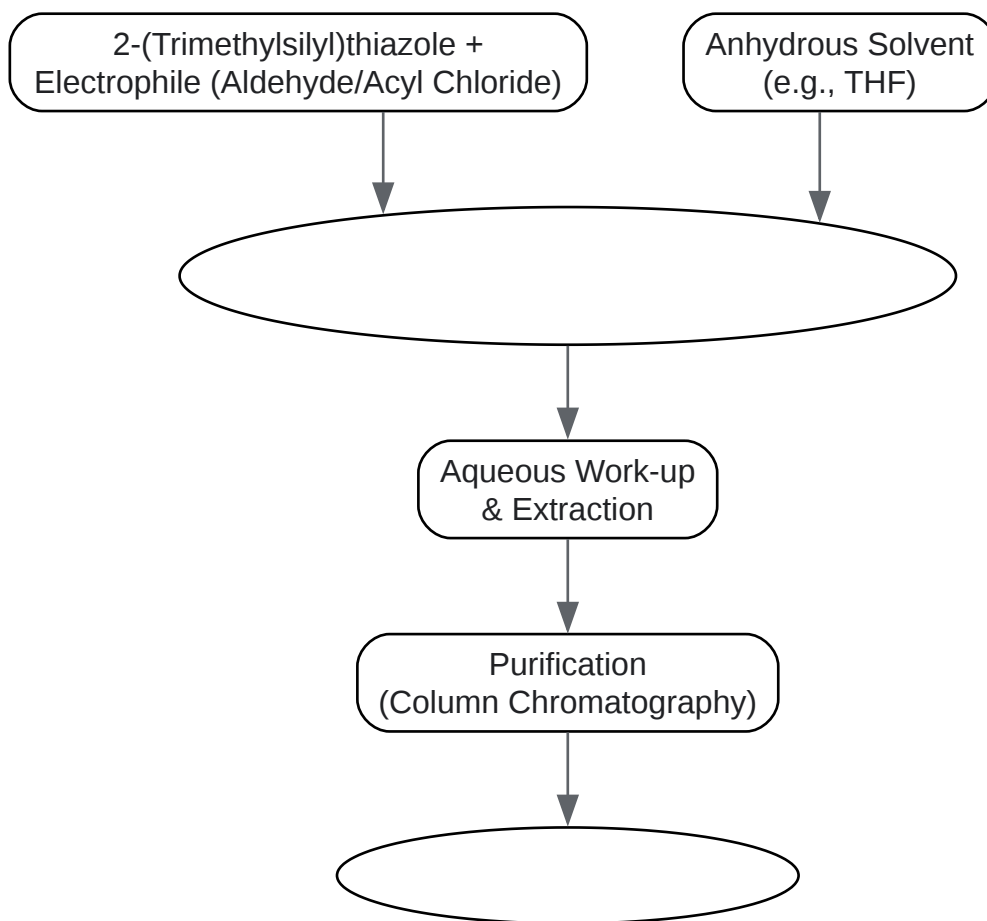 2-(Trimethylsilyl)thiazole +
Electrophile (Aldehyde/Acyl Chloride)
Anhydrous Solvent
(e.g., THF)
Aqueous Work-up
& Extraction
Purification
(Column Chromatography)